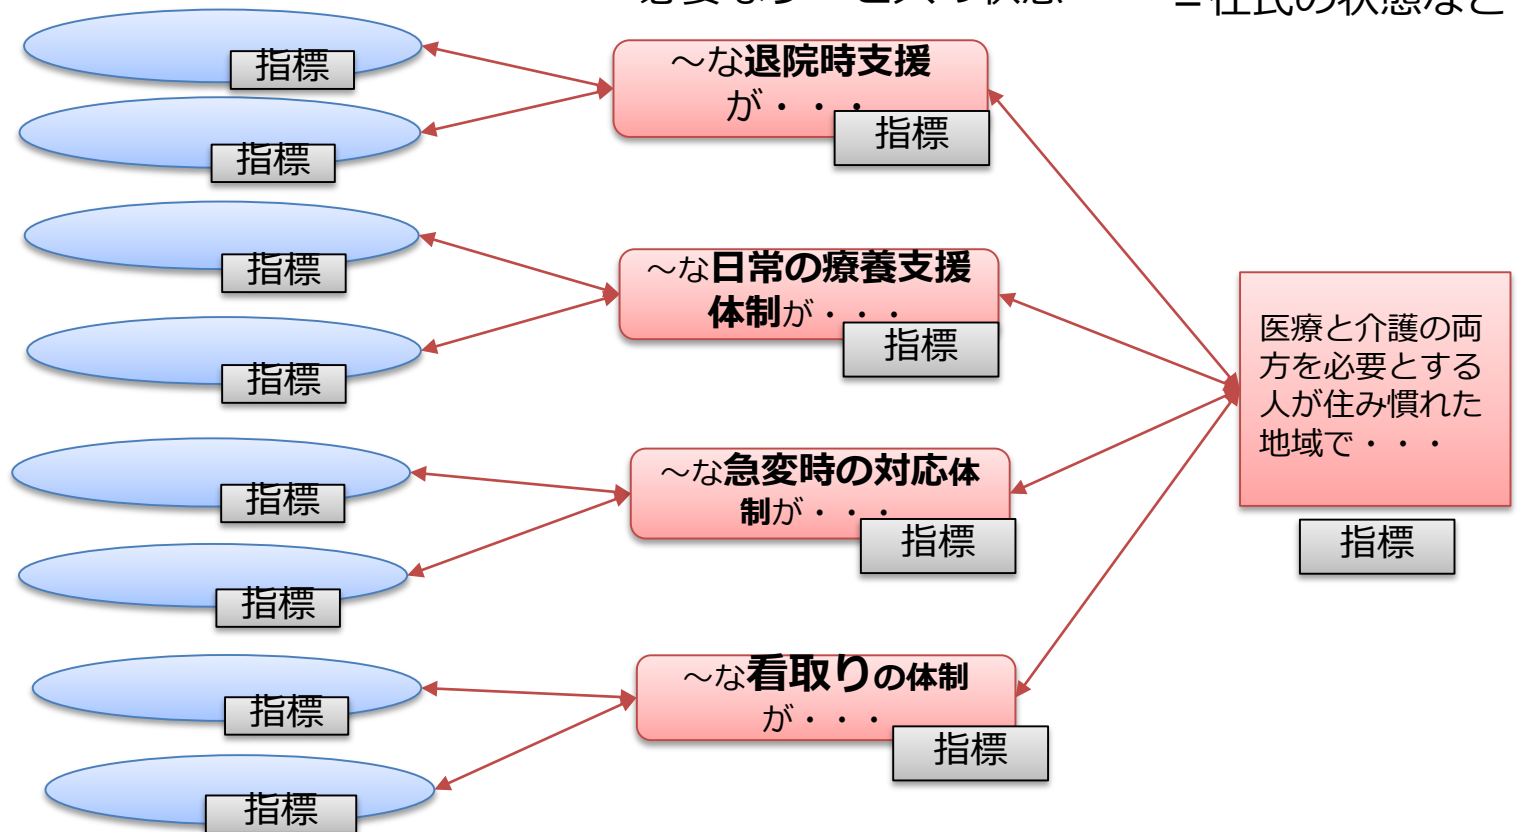 指標
指標
〜な退院時支援
が・・・
指標
指標
指標
〜な日常の療養支援
体制が・・・
指標
医療と介護の両
方を必要とする
人が住み慣れた
地域で・・・
指標
指標
指標
〜な急変時の対応体
制が・・・
指標
指標
指標
〜な看取りの体制
が・・・
指標